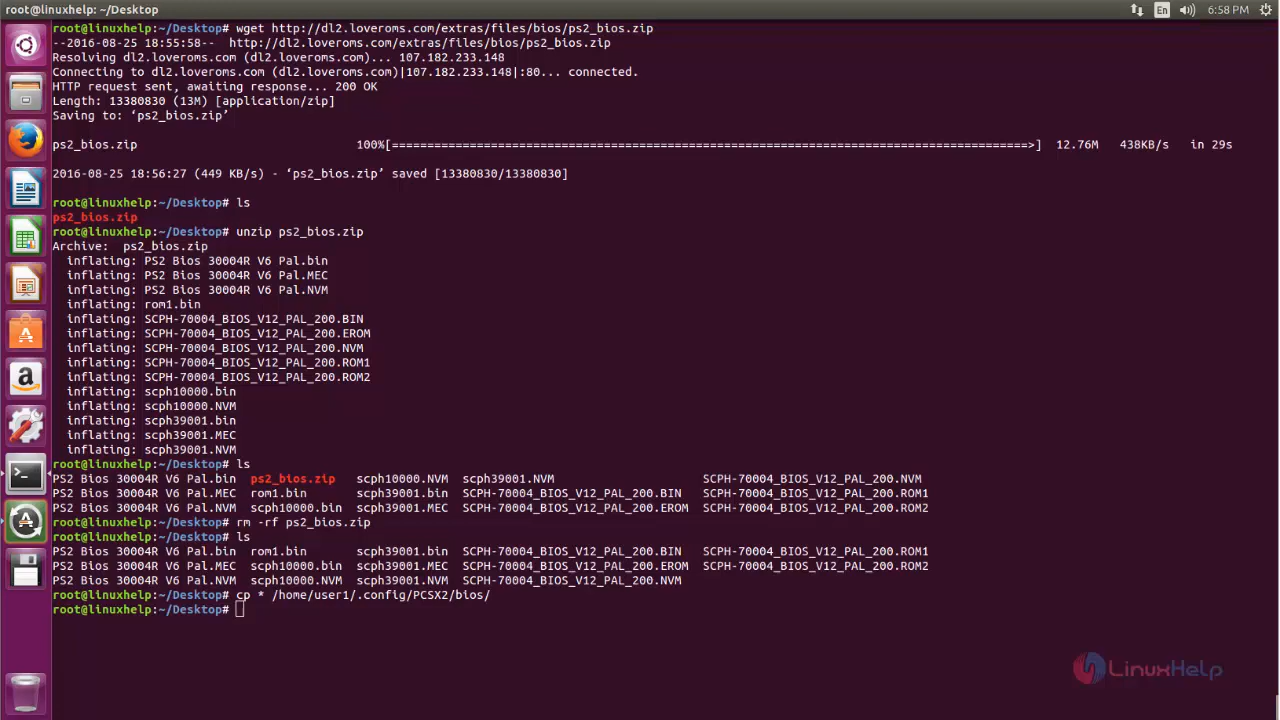 root@linuxhelp: ~/Desktop
En
6:58 PM
root@linuxhelp:~/Desktop# wget http://dl2.loveroms.com/extras/files/bios/ps2_bios.zip
--2016-08-25 18:55:58--  http://dl2.loveroms.com/extras/files/bios/ps2_bios.zip
Resolving dl2.loveroms.com (dl2.loveroms.com)... 107.182.233.148
Connecting to dl2.loveroms.com (dl2.loveroms.com)|107.182.233.148|:80... connected.
HTTP request sent, awaiting response... 200 OK
Length: 13380830 (13M) [application/zip]
Saving to: ‘ps2_bios.zip’
ps2_bios.zip 100%[==========================================================================================>] 12.76M 438KB/s in 29s
2016-08-25 18:56:27 (449 KB/s) - ‘ps2_bios.zip’ saved [13380830/13380830]
root@linuxhelp:~/Desktop# ls
ps2_bios.zip
root@linuxhelp:~/Desktop# unzip ps2_bios.zip
Archive:  ps2_bios.zip
  inflating: PS2 Bios 30004R V6 Pal.bin
  inflating: PS2 Bios 30004R V6 Pal.MEC
  inflating: PS2 Bios 30004R V6 Pal.NVM
  inflating: rom1.bin
  inflating: SCPH-70004_BIOS_V12_PAL_200.BIN
  inflating: SCPH-70004_BIOS_V12_PAL_200.EROM
  inflating: SCPH-70004_BIOS_V12_PAL_200.NVM
  inflating: SCPH-70004_BIOS_V12_PAL_200.ROM1
  inflating: SCPH-70004_BIOS_V12_PAL_200.ROM2
  inflating: scph10000.bin
  inflating: scph10000.NVM
  inflating: scph39001.bin
  inflating: scph39001.MEC
  inflating: scph39001.NVM
root@linuxhelp:~/Desktop# ls
PS2 Bios 30004R V6 Pal.bin  ps2_bios.zip   scph10000.NVM  scph39001.NVM                     SCPH-70004_BIOS_V12_PAL_200.NVM
PS2 Bios 30004R V6 Pal.MEC  rom1.bin       scph39001.bin  SCPH-70004_BIOS_V12_PAL_200.BIN   SCPH-70004_BIOS_V12_PAL_200.ROM1
PS2 Bios 30004R V6 Pal.NVM  scph10000.bin  scph39001.MEC  SCPH-70004_BIOS_V12_PAL_200.EROM  SCPH-70004_BIOS_V12_PAL_200.ROM2
root@linuxhelp:~/Desktop# rm -rf ps2_bios.zip
root@linuxhelp:~/Desktop# ls
PS2 Bios 30004R V6 Pal.bin  rom1.bin       scph39001.bin  SCPH-70004_BIOS_V12_PAL_200.BIN   SCPH-70004_BIOS_V12_PAL_200.ROM1
PS2 Bios 30004R V6 Pal.MEC  scph10000.bin  scph39001.MEC  SCPH-70004_BIOS_V12_PAL_200.EROM  SCPH-70004_BIOS_V12_PAL_200.ROM2
PS2 Bios 30004R V6 Pal.NVM  scph10000.NVM  scph39001.NVM  SCPH-70004_BIOS_V12_PAL_200.NVM
root@linuxhelp:~/Desktop# cp * /home/user1/.config/PCSX2/bios/
root@linuxhelp:~/Desktop#
LinuxHelp